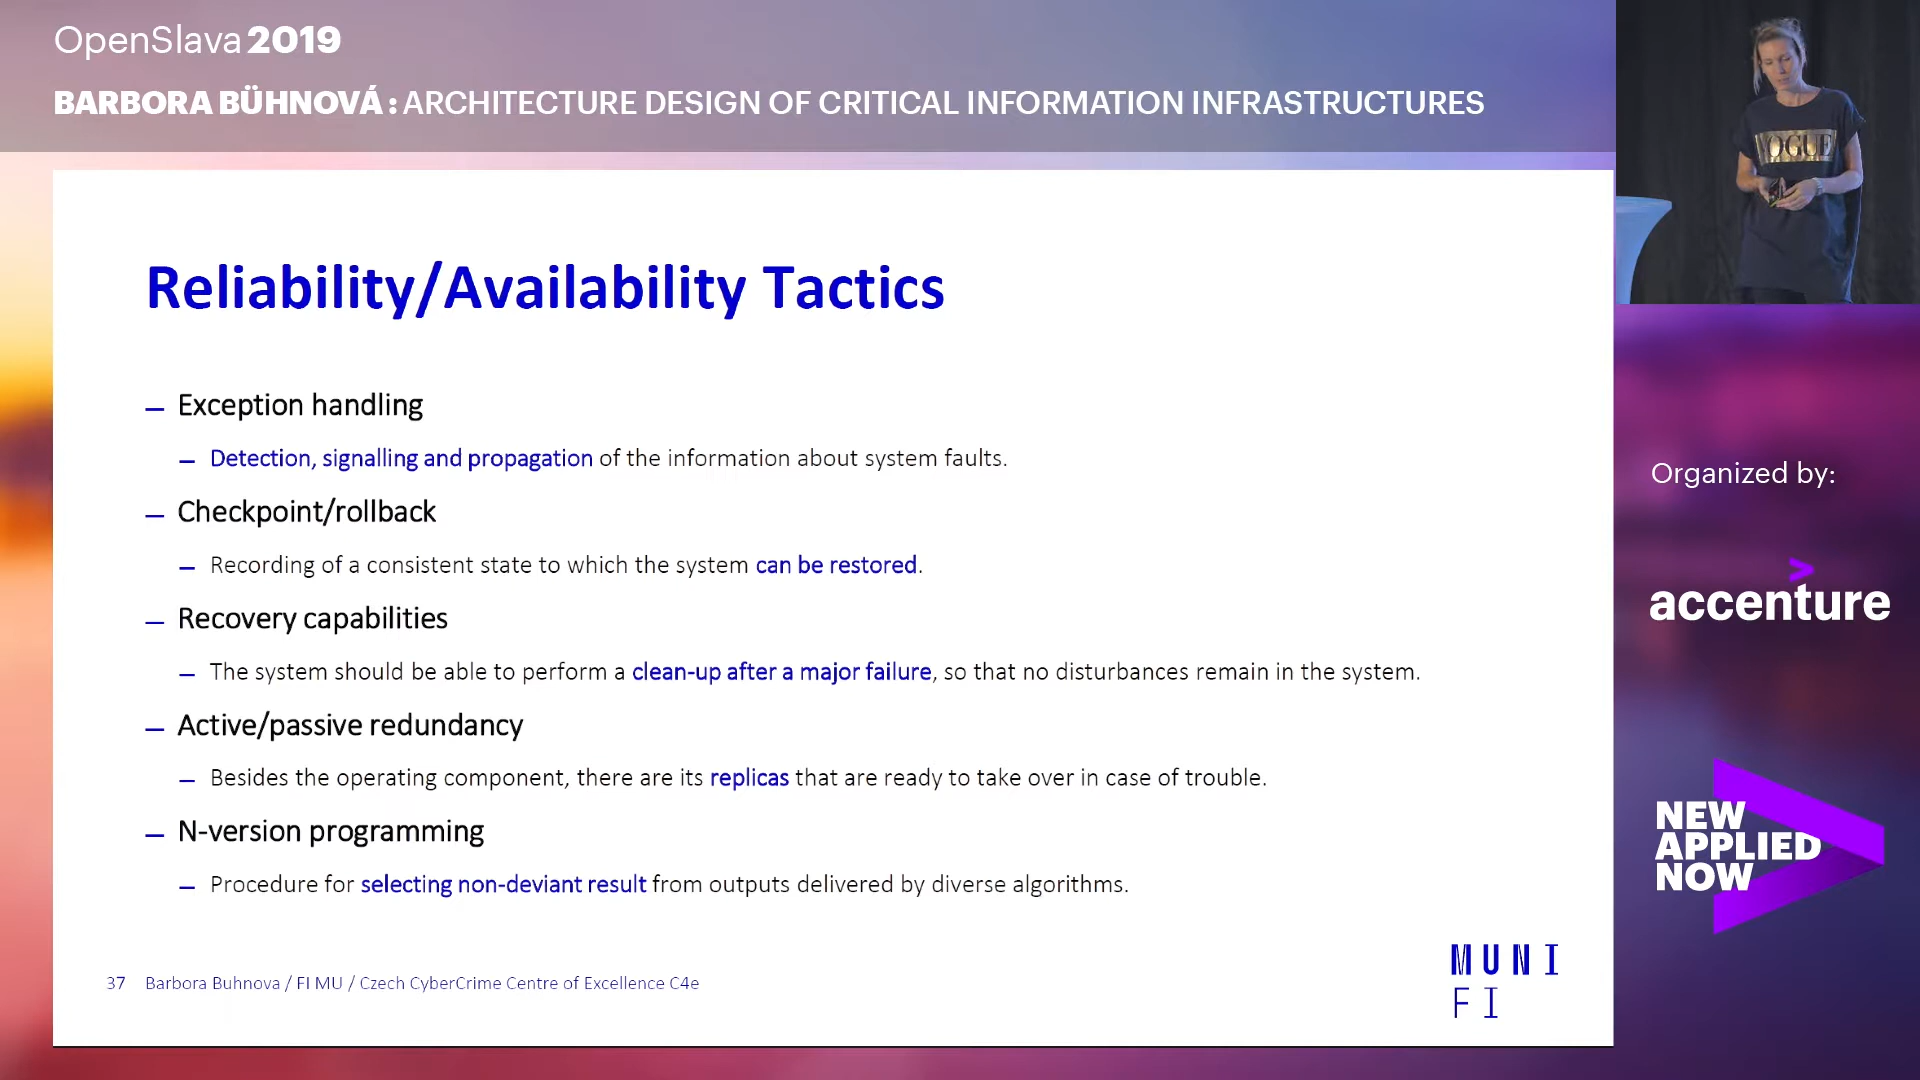 OpenSlava 2019
BARBORA BÜHNOVÁ : ARCHITECTURE DESIGN OF CRITICAL INFORMATION INFRASTRUCTURES
VOGUE
Reliability/Availability Tactics
– Exception handling
– Detection, signalling and propagation of the information about system faults.
– Checkpoint/rollback
– Recording of a consistent state to which the system can be restored.
– Recovery capabilities
– The system should be able to perform a clean-up after a major failure, so that no disturbances remain in the system.
– Active/passive redundancy
– Besides the operating component, there are its replicas that are ready to take over in case of trouble.
– N-version programming
– Procedure for selecting non-deviant result from outputs delivered by diverse algorithms.
37 Barbora Buhnova / FI MU / Czech CyberCrime Centre of Excellence C4e
MUNI
FI
Organized by:
accenture
NEW
APPLIED
NOW